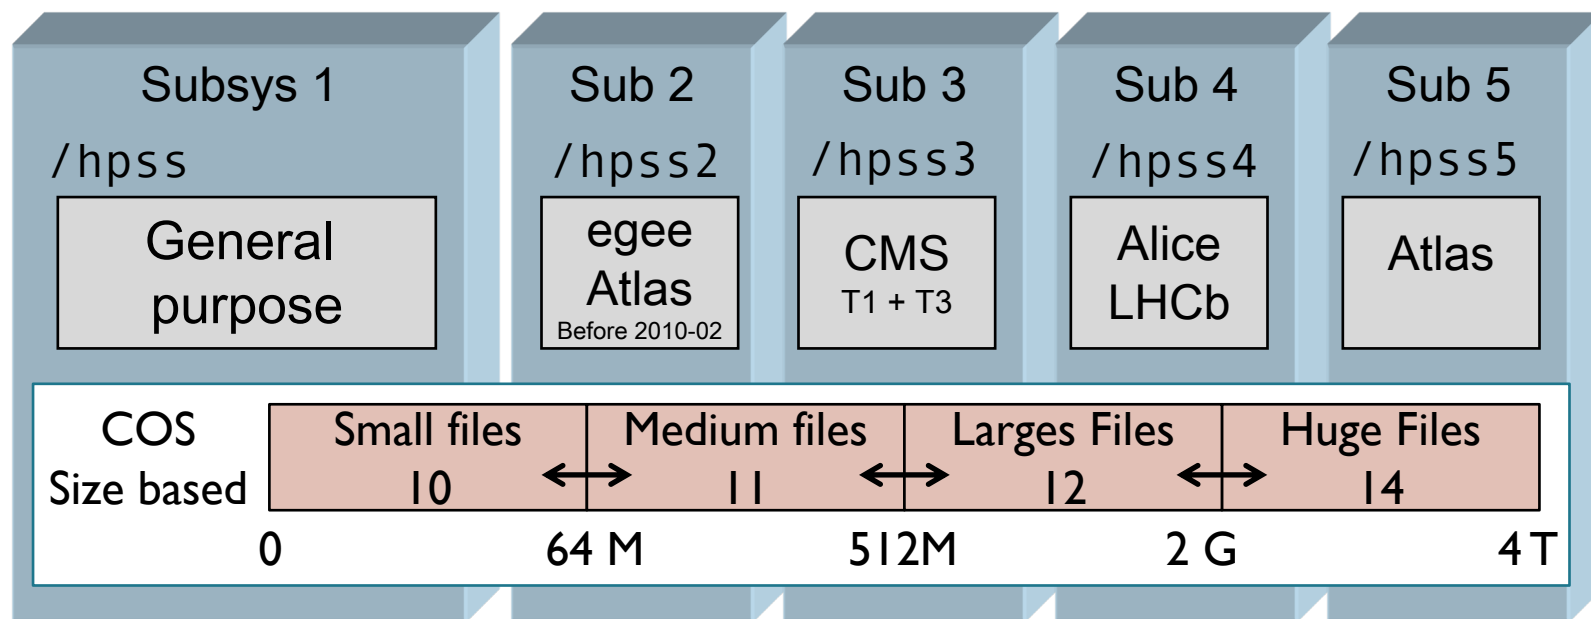 Subsys 1
/hpss
General
purpose
Sub 2
/hpss2
egee
Atlas
Before 2010-02
Sub 3
/hpss3
CMS
T1 + T3
Sub 4
/hpss4
Alice
LHCb
Sub 5
/hpss5
Atlas
COS
Size based
Small files
10
Medium files
11
Larges Files
12
Huge Files
14
0
64 M
512M
2 G
4 T